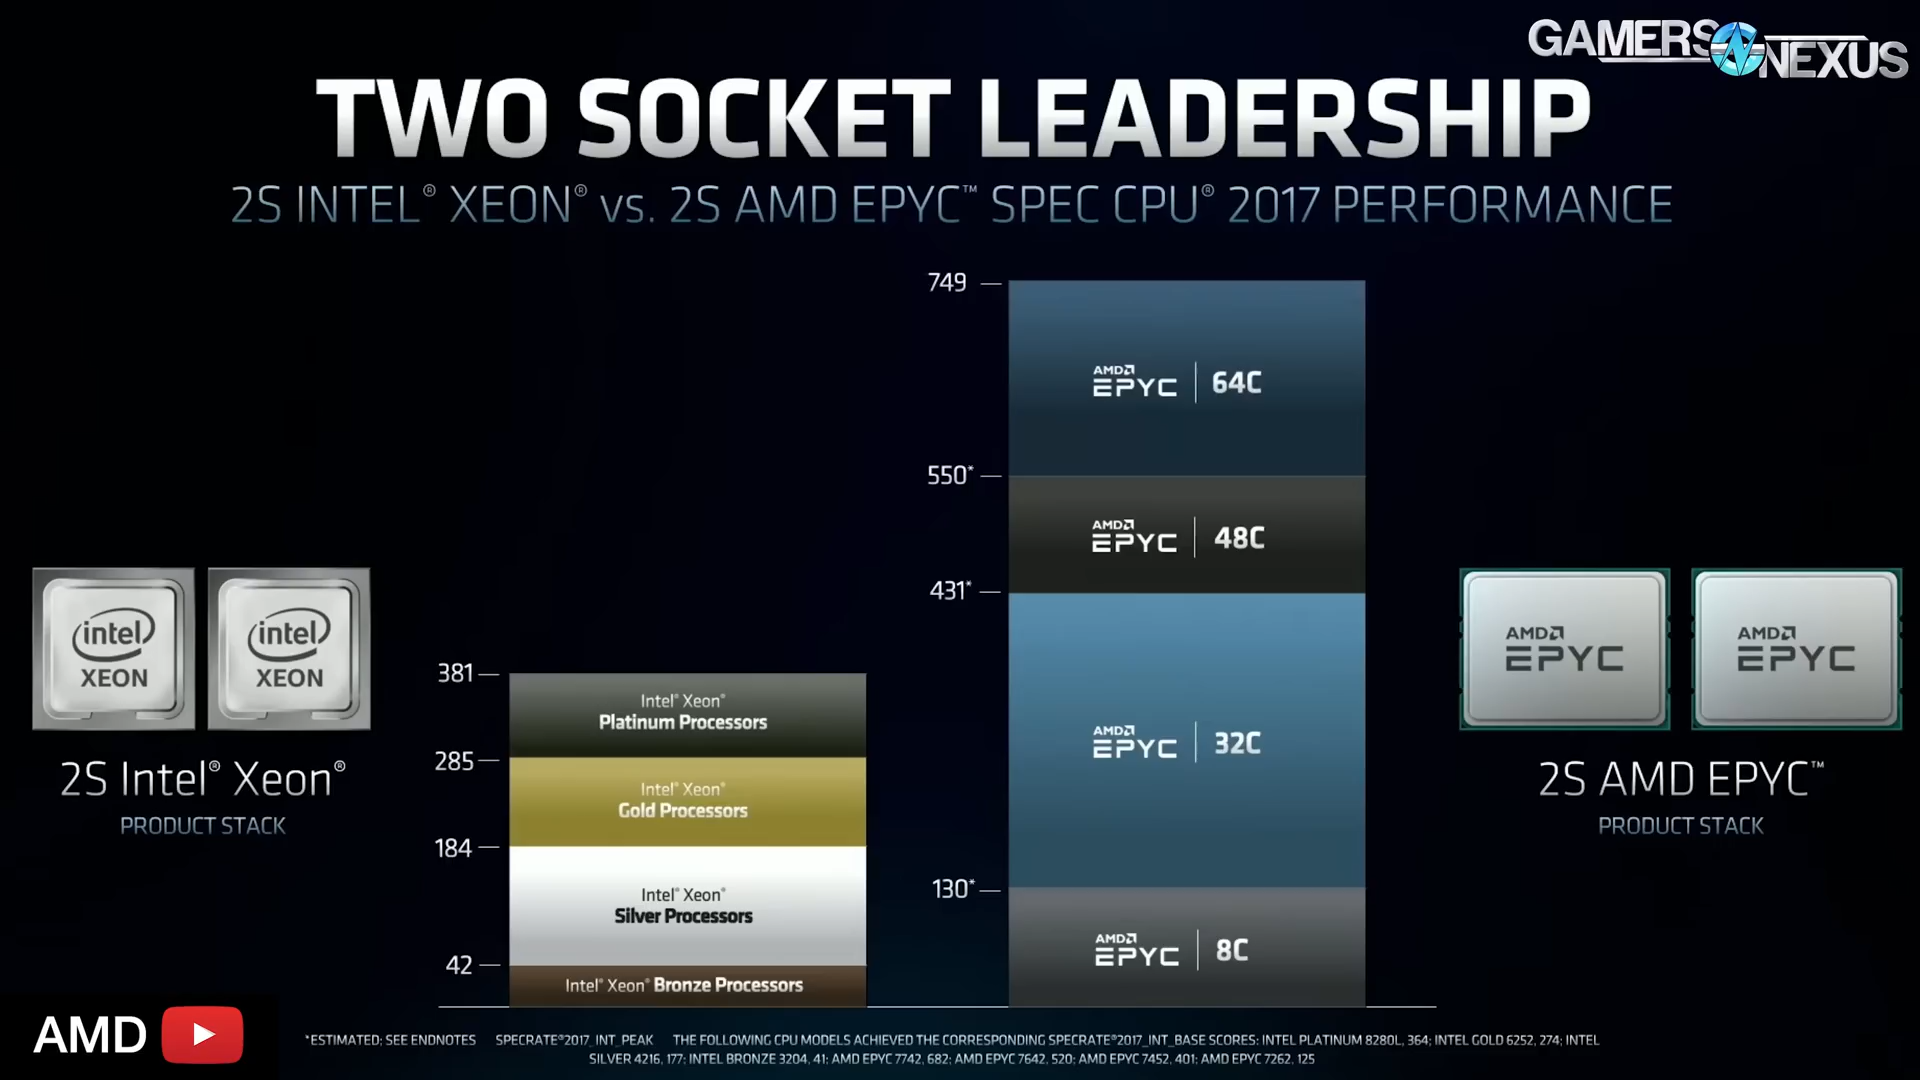 GAMERS NEXUS
TWO SOCKET LEADERSHIP
2S INTEL® XEON® vs. 2S AMD EPYC™ SPEC CPU® 2017 PERFORMANCE
749
AMD
EPYC
64C
550*
AMD
EPYC
48C
431*
AMD
EPYC
32C
130*
AMD
EPYC
8C
381
Intel® Xeon®
Platinum Processors
285
Intel® Xeon®
Gold Processors
184
Intel® Xeon®
Silver Processors
42
Intel® Xeon® Bronze Processors
intel
XEON
intel
XEON
2S Intel® Xeon®
PRODUCT STACK
AMD
EPYC
AMD
EPYC
2S AMD EPYC™
PRODUCT STACK
AMD
*ESTIMATED; SEE ENDNOTES SPECRATE®2017_INT_PEAK THE FOLLOWING CPU MODELS ACHIEVED THE CORRESPONDING SPECRATE®2017_INT_BASE SCORES: INTEL PLATINUM 8280L, 364; INTEL GOLD 6252, 274; INTEL
SILVER 4216, 177; INTEL BRONZE 3204, 41; AMD EPYC 7742, 682; AMD EPYC 7642, 520; AMD EPYC 7452, 401; AMD EPYC 7262, 125